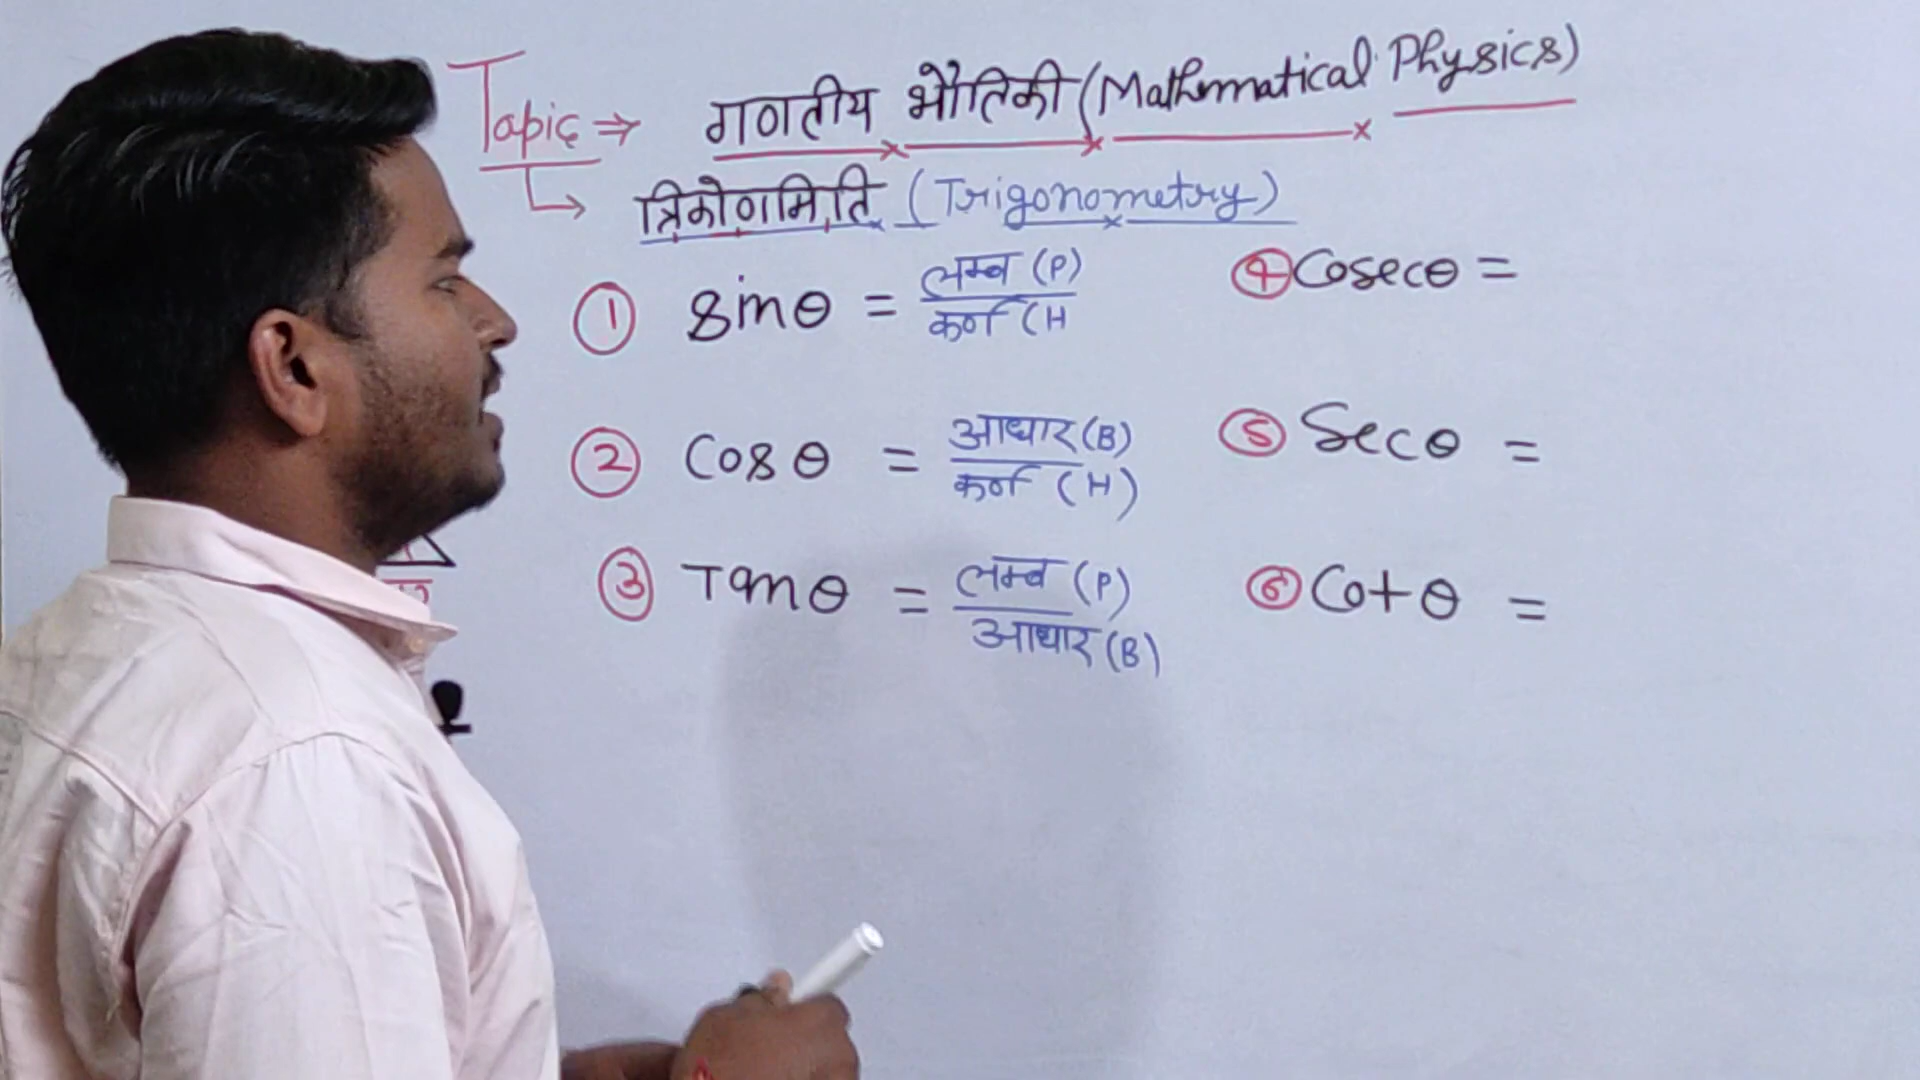 Topic ⇒ गणतीय भौतिकी (Mathematical Physics)
↳ त्रिकोणमिति (Trigonometry)
① sinθ = लम्ब (P) / कर्ण (H
② Cosθ = आधार (B) / कर्ण (H)
③ Tanθ = लम्ब (P) / आधार (B)
④ Cosecθ =
⑤ Secθ =
⑥ Cotθ =